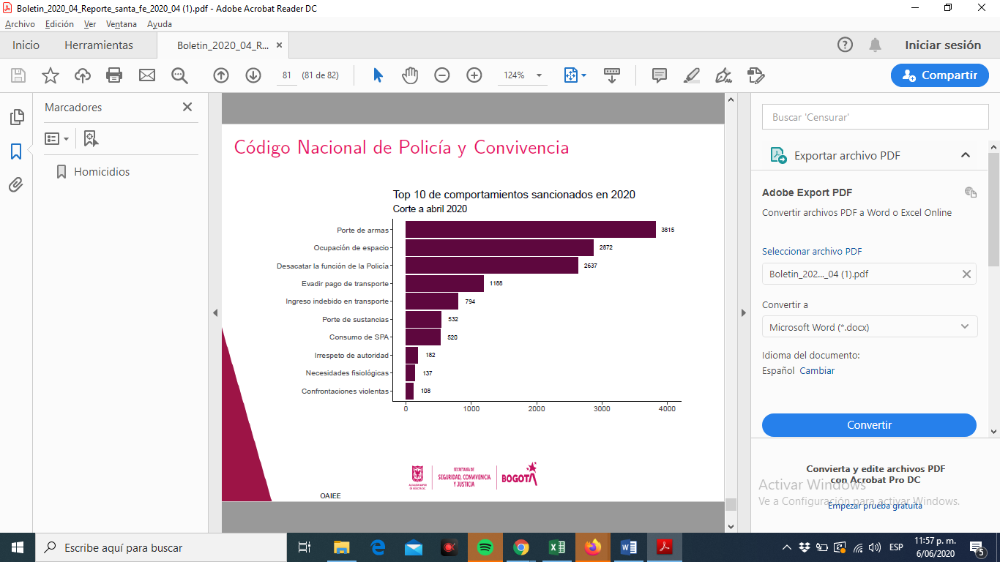 Boletin_2020_04_Reporte_santa_fe_2020_04 (1).pdf - Adobe Acrobat Reader DC
Archivo Edición Ver Ventana Ayuda
Inicio Herramientas Boletin_2020_04_R... × Iniciar sesión
81 (81 de 82) 124% Compartir
Marcadores
Homicidios
Código Nacional de Policía y Convivencia
Top 10 de comportamientos sancionados en 2020
Corte a abril 2020
Porte de armas 3815
Ocupación de espacio 2872
Desacatar la función de la Policía 2637
Evadir pago de transporte 1188
Ingreso indebido en transporte 794
Porte de sustancias 532
Consumo de SPA 520
Irrespeto de autoridad 182
Necesidades fisiológicas 137
Confrontaciones violentas 108
0 1000 2000 3000 4000
ALCALDÍA MAYOR
DE BOGOTÁ D.C.
SECRETARÍA DE
SEGURIDAD, CONVIVENCIA
Y JUSTICIA
BOGOTÁ
OAIEE
Buscar 'Censurar'
Exportar archivo PDF
Adobe Export PDF
Convertir archivos PDF a Word o Excel Online
Seleccionar archivo PDF
Boletin_202..._04 (1).pdf
Convertir a
Microsoft Word (*.docx)
Idioma del documento:
Español Cambiar
Convertir
Convierta y edite archivos PDF
con Acrobat Pro DC
Activar Windows
Ve a Configuración para activar Windows.
Empezar prueba gratuita
Escribe aquí para buscar
ESP
11:57 p. m.
6/06/2020
5